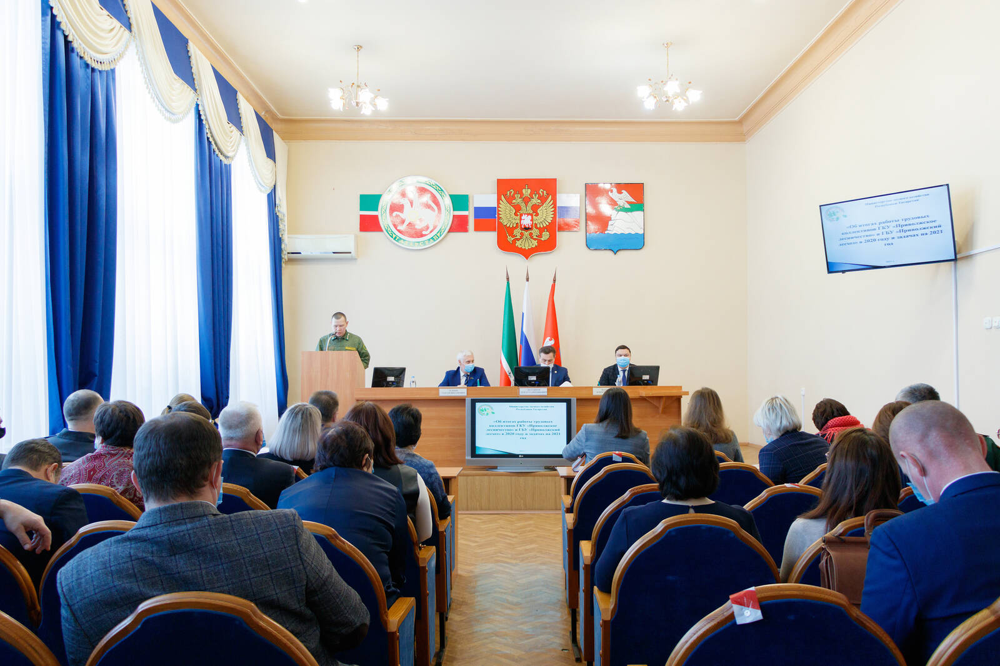 Министерство лесного хозяйства
Республики Татарстан
«Об итогах работы трудовых
коллективов ГКУ «Приволжское
лесничество» и ГБУ «Приволжский
лесхоз» в 2020 году и задачах на 2021
год
Министерство лесного хозяйства
Республики Татарстан
«Об итогах работы трудовых
коллективов ГКУ «Приволжское
лесничество» и ГБУ «Приволжский
лесхоз» в 2020 году и задачах на 2021
год
LG